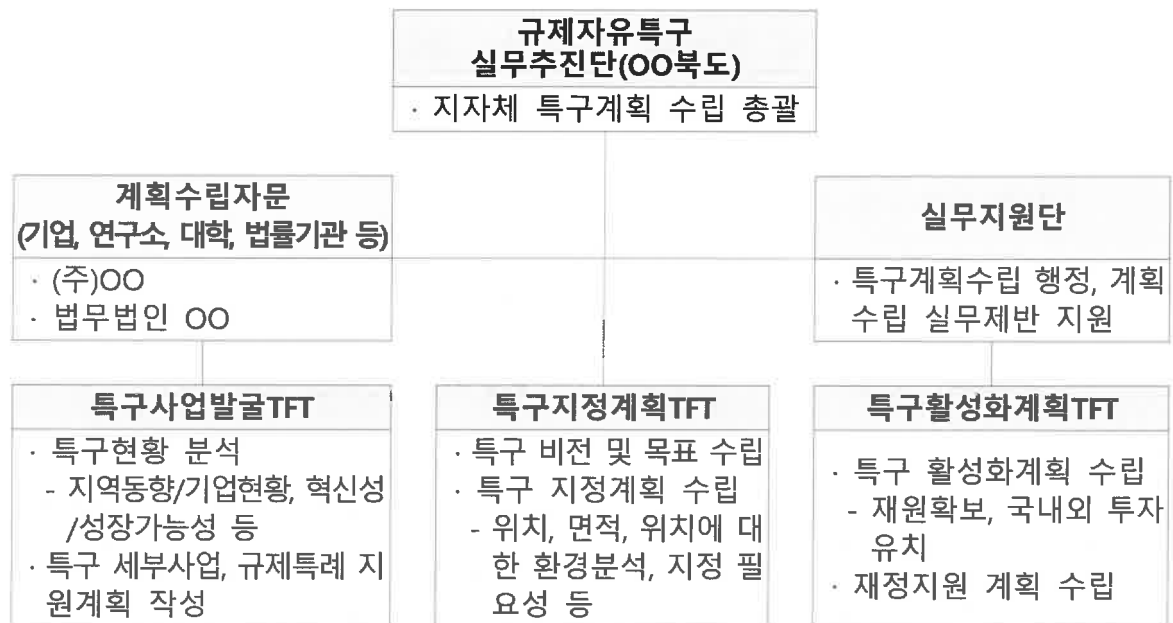 규제자유특구
실무추진단(OO북도)
· 지자체 특구계획 수립 총괄
계획수립자문
(기업, 연구소, 대학, 법률기관 등)
· (주)OO
· 법무법인 OO
실무지원단
· 특구계획수립 행정, 계획
수립 실무제반 지원
특구사업발굴TFT
· 특구현황 분석
- 지역동향/기업현황, 혁신성
/성장가능성 등
· 특구 세부사업, 규제특례 지
원계획 작성
특구지정계획TFT
· 특구 비전 및 목표 수립
· 특구 지정계획 수립
- 위치, 면적, 위치에 대
한 환경분석, 지정 필
요성 등
특구활성화계획TFT
· 특구 활성화계획 수립
- 재원확보, 국내외 투자
유치
· 재정지원 계획 수립